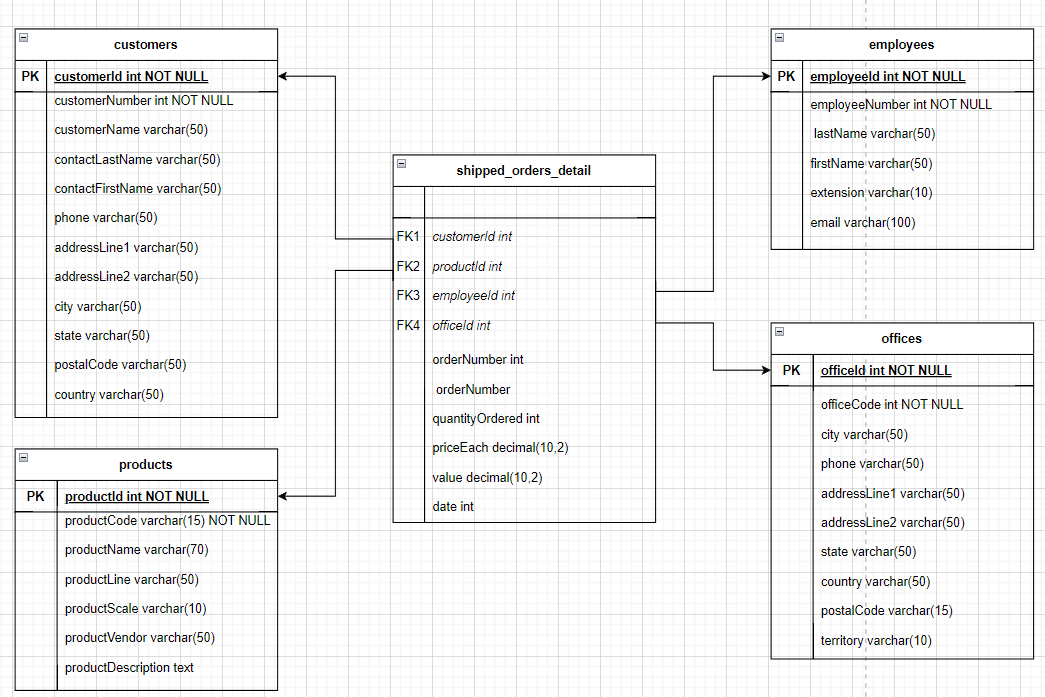 customers
PK customerId int NOT NULL
customerNumber int NOT NULL
customerName varchar(50)
contactLastName varchar(50)
contactFirstName varchar(50)
phone varchar(50)
addressLine1 varchar(50)
addressLine2 varchar(50)
city varchar(50)
state varchar(50)
postalCode varchar(50)
country varchar(50)
products
PK productId int NOT NULL
productCode varchar(15) NOT NULL
productName varchar(70)
productLine varchar(50)
productScale varchar(10)
productVendor varchar(50)
productDescription text
shipped_orders_detail
FK1 customerId int
FK2 productId int
FK3 employeeId int
FK4 officeId int
orderNumber int
orderNumber
quantityOrdered int
priceEach decimal(10,2)
value decimal(10,2)
date int
employees
PK employeeId int NOT NULL
employeeNumber int NOT NULL
lastName varchar(50)
firstName varchar(50)
extension varchar(10)
email varchar(100)
offices
PK officeId int NOT NULL
officeCode int NOT NULL
city varchar(50)
phone varchar(50)
addressLine1 varchar(50)
addressLine2 varchar(50)
state varchar(50)
country varchar(50)
postalCode varchar(15)
territory varchar(10)